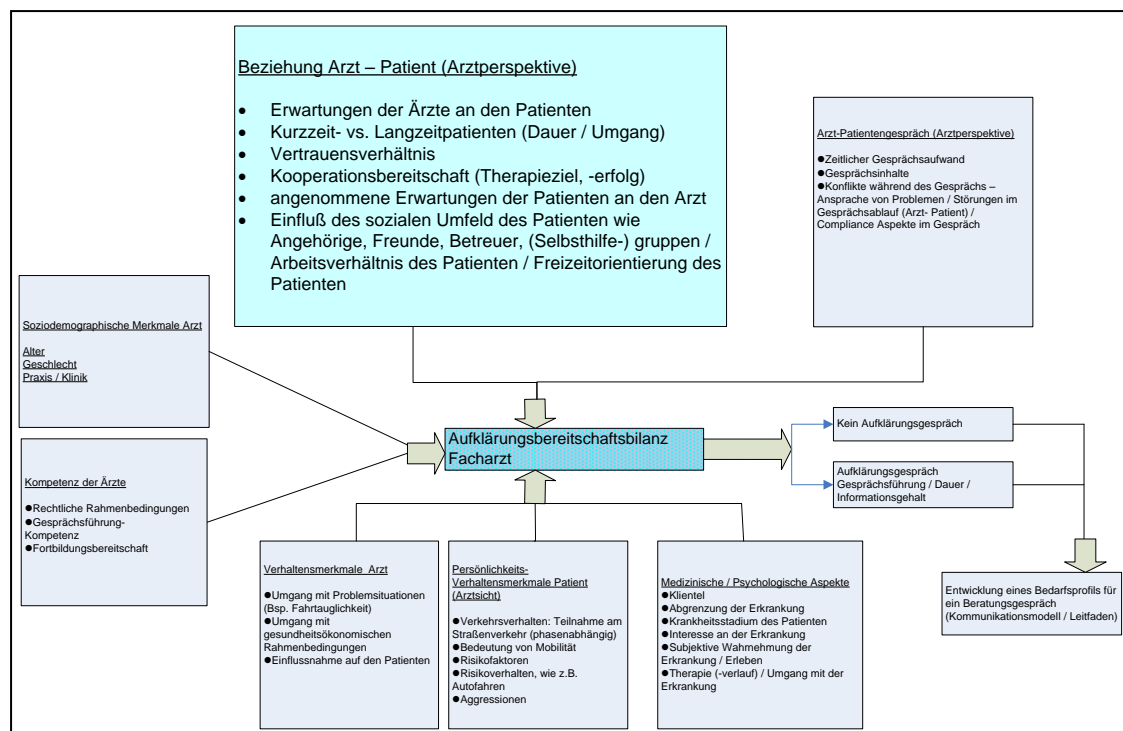 Beziehung Arzt – Patient (Arztperspektive)
• Erwartungen der Ärzte an den Patienten
• Kurzzeit- vs. Langzeitpatienten (Dauer / Umgang)
• Vertrauensverhältnis
• Kooperationsbereitschaft (Therapieziel, -erfolg)
• angenommene Erwartungen der Patienten an den Arzt
• Einfluß des sozialen Umfeld des Patienten wie
Angehörige, Freunde, Betreuer, (Selbsthilfe-) gruppen /
Arbeitsverhältnis des Patienten / Freizeitorientierung des
Patienten
Arzt-Patientengespräch (Arztperspektive)
●Zeitlicher Gesprächsaufwand
●Gesprächsinhalte
●Konflikte während des Gesprächs –
Ansprache von Problemen / Störungen im
Gesprächsablauf (Arzt- Patient) /
Compliance Aspekte im Gespräch
Soziodemographische Merkmale Arzt
Alter
Geschlecht
Praxis / Klinik
Kompetenz der Ärzte
●Rechtliche Rahmenbedingungen
●Gesprächsführung-
Kompetenz
●Fortbildungsbereitschaft
Aufklärungsbereitschaftsbilanz
Facharzt
Kein Aufklärungsgespräch
Aufklärungsgespräch
Gesprächsführung / Dauer /
Informationsgehalt
Verhaltensmerkmale Arzt
●Umgang mit Problemsituationen
(Bsp. Fahrtauglichkeit)
●Umgang mit
gesundheitsökonomischen
Rahmenbedingungen
●Einflussnahme auf den Patienten
Persönlichkeits-
Verhaltensmerkmale Patient
(Arztsicht)
●Verkehrsverhalten: Teilnahme am
Straßenverkehr (phasenabhängig)
●Bedeutung von Mobilität
●Risikofaktoren
●Risikoverhalten, wie z.B.
Autofahren
●Aggressionen
Medizinische / Psychologische Aspekte
●Klientel
●Abgrenzung der Erkrankung
●Krankheitsstadium des Patienten
●Interesse an der Erkrankung
●Subjektive Wahrnehmung der
Erkrankung / Erleben
●Therapie (-verlauf) / Umgang mit der
Erkrankung
Entwicklung eines Bedarfsprofils für
ein Beratungsgespräch
(Kommunikationsmodell / Leitfaden)